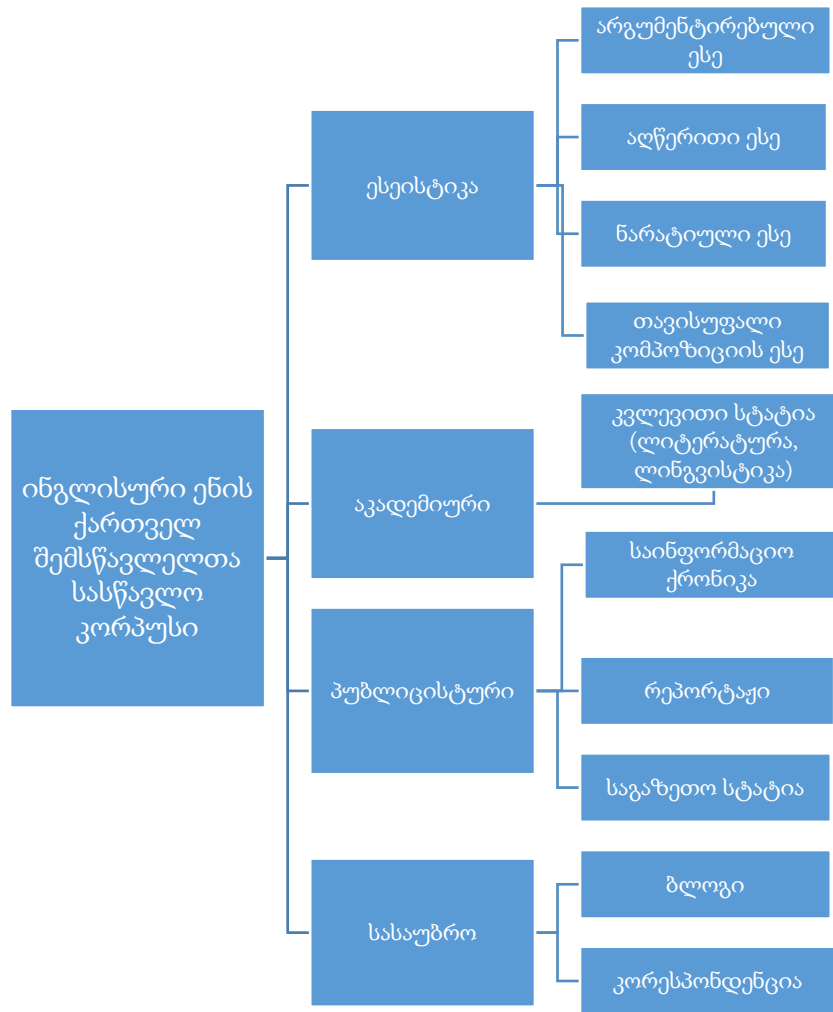 ინგლისური ენის
ქართველ
შემსწავლელთა
სასწავლო
კორპუსი
ესეისტიკა
არგუმენტირებული
ესე
აღწერითი ესე
ნარატიული ესე
თავისუფალი
კომპოზიციის ესე
აკადემიური
კვლევითი სტატია
(ლიტერატურა,
ლინგვისტიკა)
პუბლიცისტური
საინფორმაციო
ქრონიკა
რეპორტაჟი
საგაზეთო სტატია
სასაუბრო
ბლოგი
კორესპონდენცია